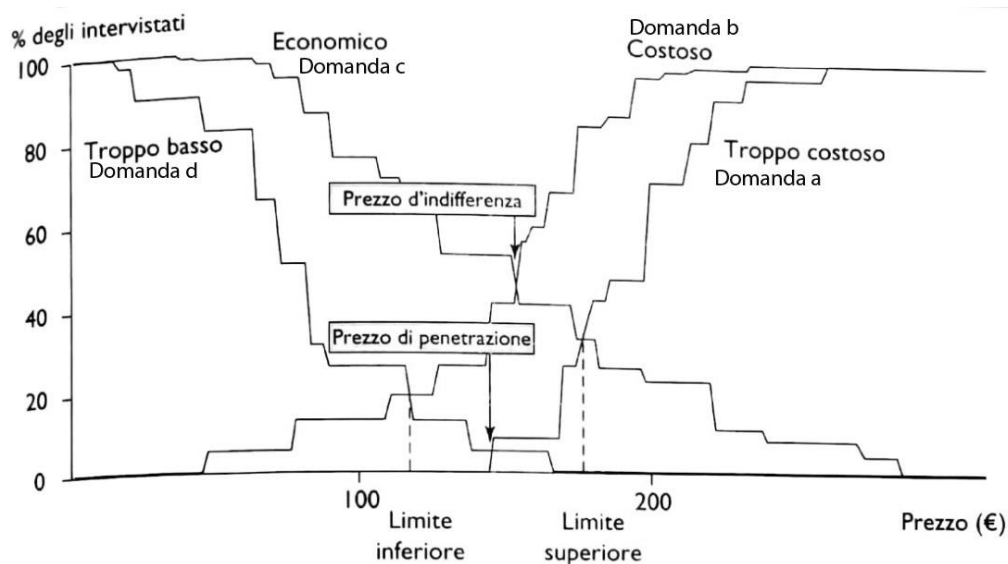 % degli intervistati
100
80
60
40
20
0
Economico
Domanda c
Domanda b
Costoso
Troppo basso
Domanda d
Troppo costoso
Domanda a
Prezzo d'indifferenza
Prezzo di penetrazione
100
200
Limite
inferiore
Limite
superiore
Prezzo (€)